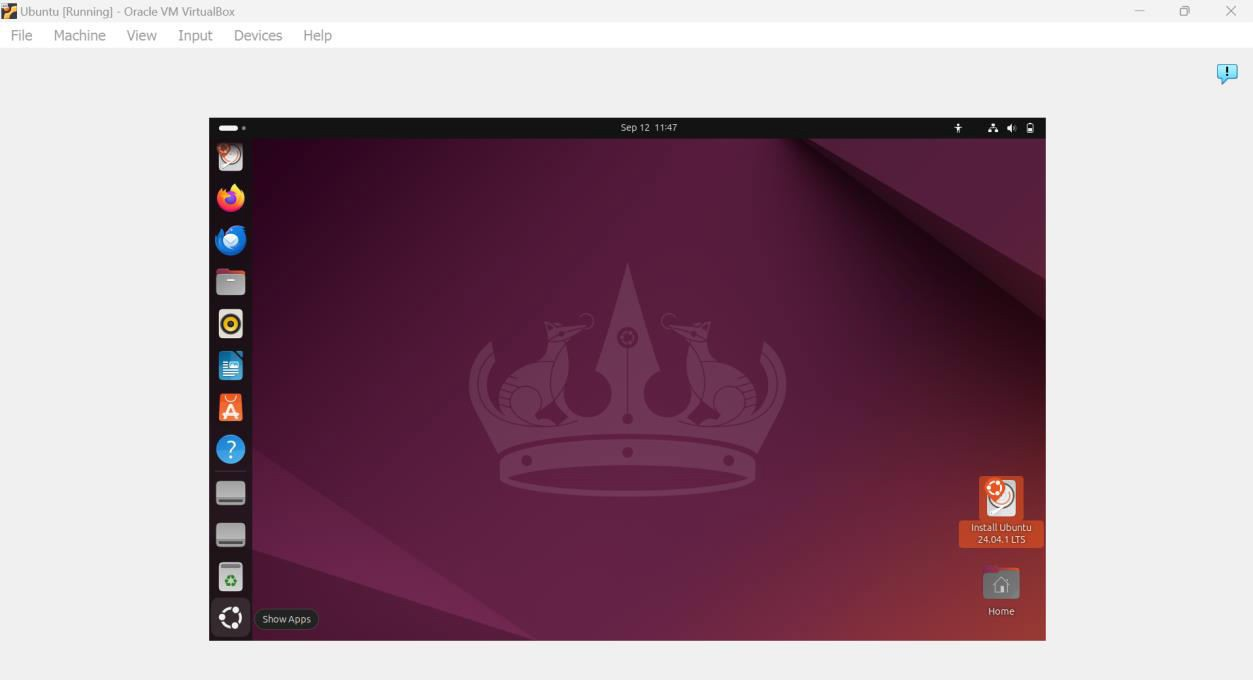 Ubuntu [Running] - Oracle VM VirtualBox
File Machine View Input Devices Help
Sep 12 11:47
Install Ubuntu
24.04.1 LTS
Home
Show Apps